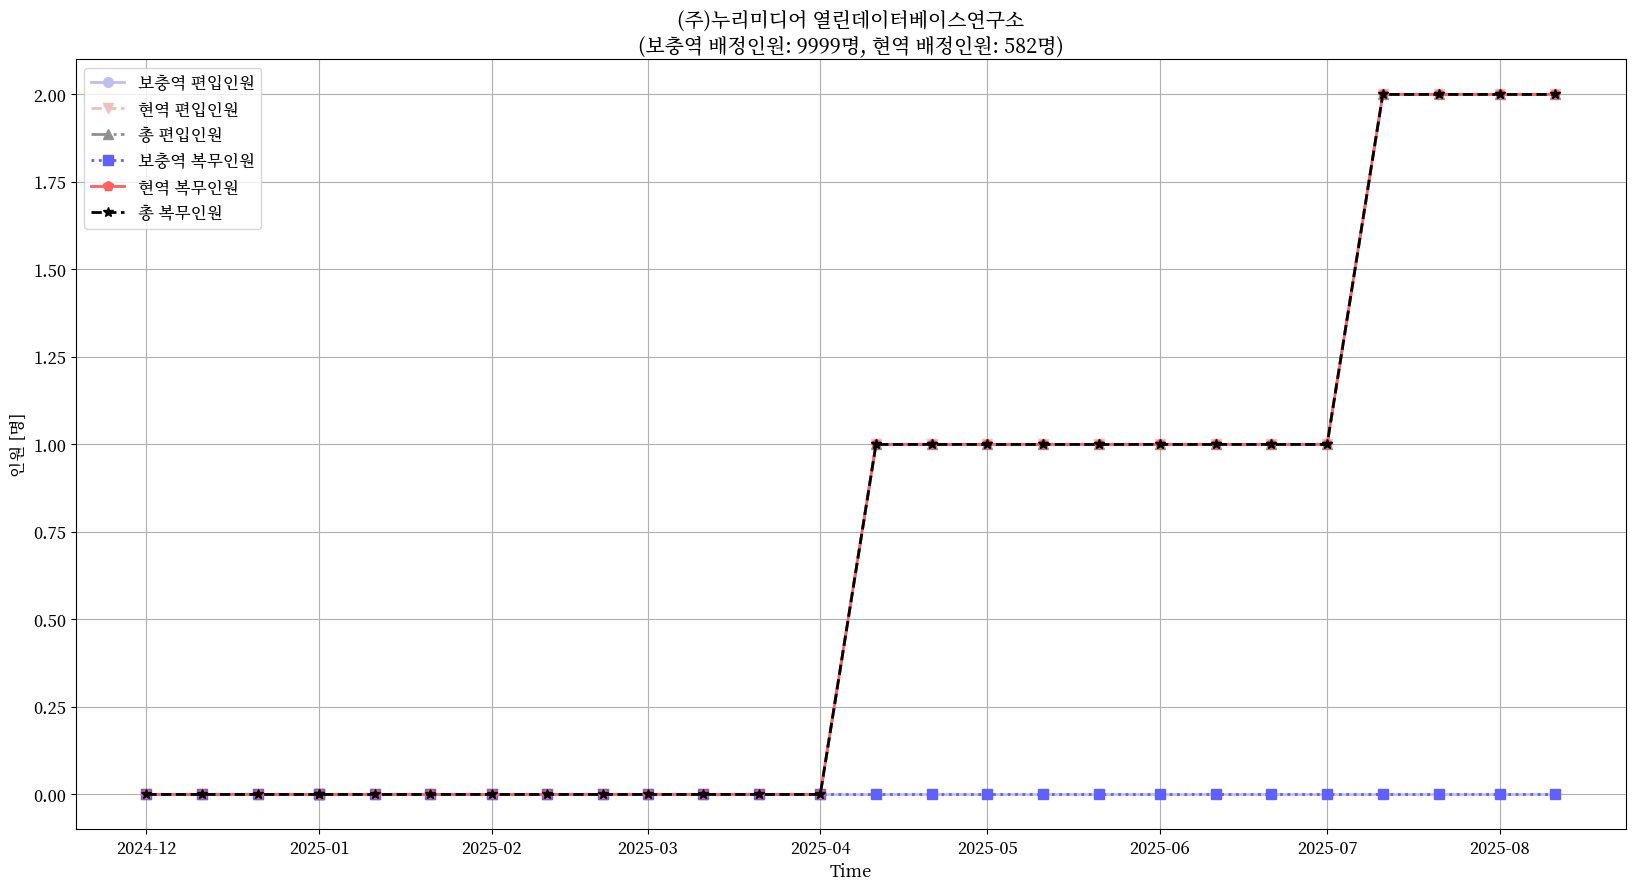 (주)누리미디어 열린데이터베이스연구소
(보충역 배정인원: 9999명, 현역 배정인원: 582명)
보충역 편입인원
현역 편입인원
총 편입인원
보충역 복무인원
현역 복무인원
총 복무인원
2.00
1.75
1.50
1.25
1.00
0.75
0.50
0.25
0.00
인원 [명]
2024-12 2025-01 2025-02 2025-03 2025-04 2025-05 2025-06 2025-07 2025-08
Time